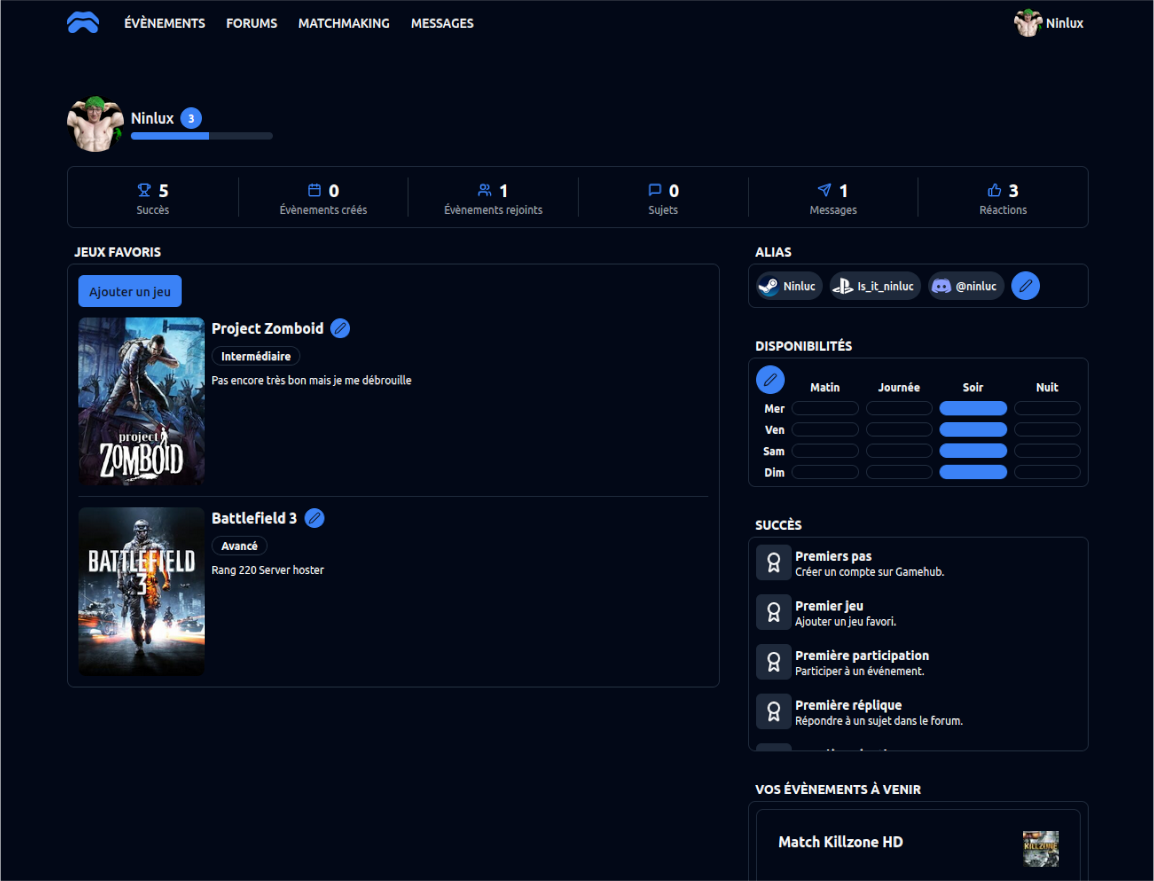 ÉVÈNEMENTS FORUMS MATCHMAKING MESSAGES Ninlux
Ninlux 3
5 0 1 0 1 3
Succès Évènements créés Évènements rejoints Sujets Messages Réactions
JEUX FAVORIS
Ajouter un jeu
Project Zomboid
Intermédiaire
Pas encore très bon mais je me débrouille
project
ZOMBOID
Battlefield 3
Avancé
Rang 220 Server hoster
BATTLEFIELD
3
ALIAS
Ninluc Is_it_ninluc @ninluc
DISPONIBILITÉS
Matin Journée Soir Nuit
Mer
Ven
Sam
Dim
SUCCÈS
Premiers pas
Créer un compte sur Gamehub.
Premier jeu
Ajouter un jeu favori.
Première participation
Participer à un événement.
Première réplique
Répondre à un sujet dans le forum.
VOS ÉVÈNEMENTS À VENIR
Match Killzone HD
KILLZONE